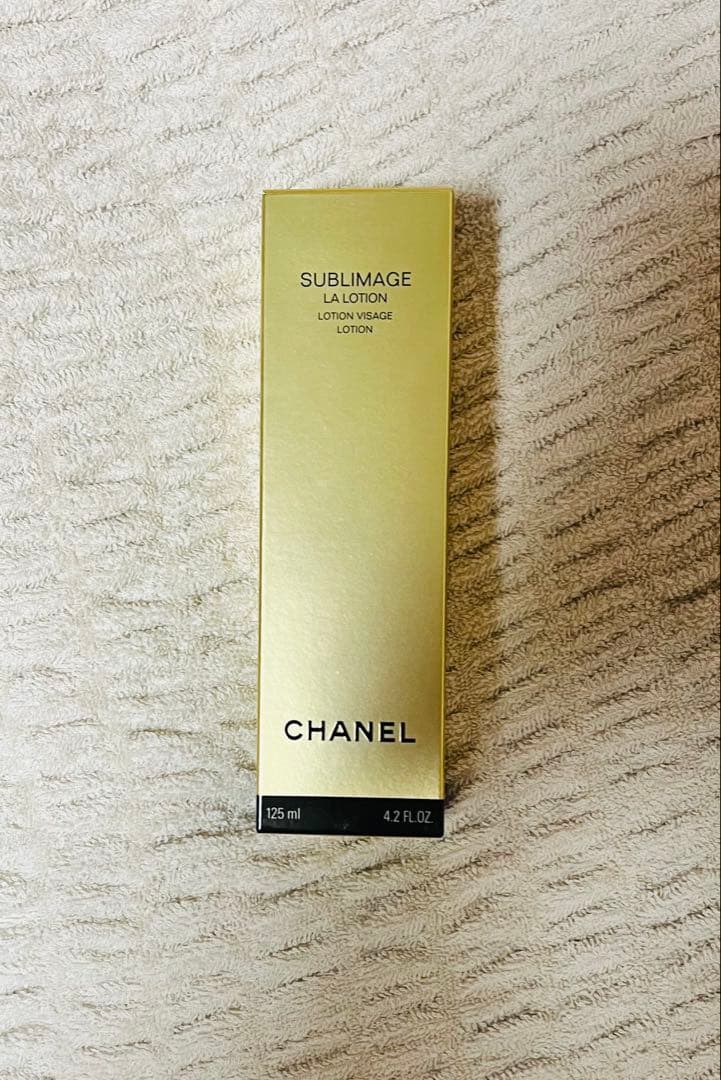 SUBLIMAGE
LA LOTION
LOTION VISAGE
LOTION
CHANEL
125 ml 4.2 FL.OZ.